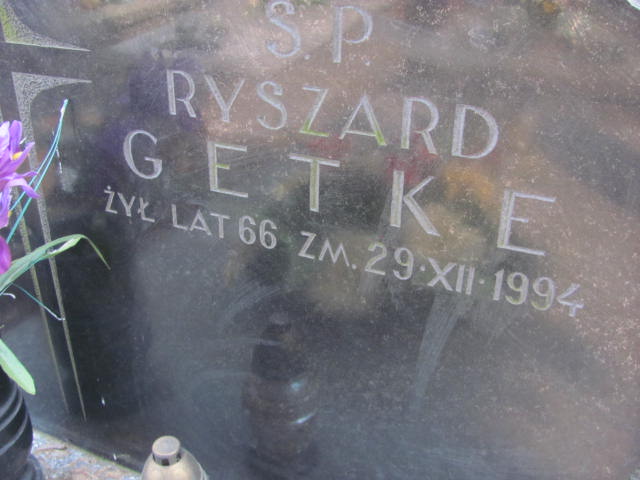 Ś.P
RYSZARD
GETKE
ŻYŁ LAT 66 ZM. 29·XII·1994